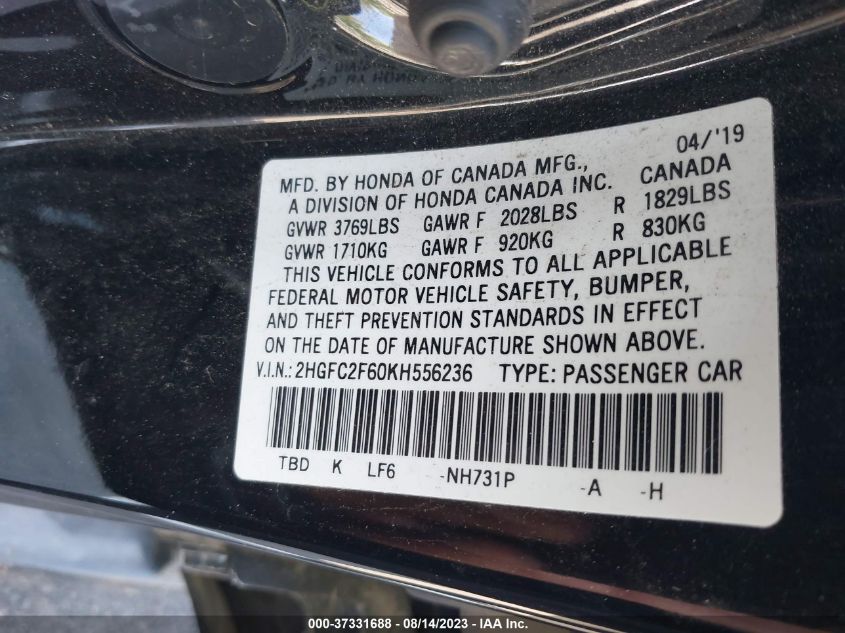 04/'19
MFD. BY HONDA OF CANADA MFG., CANADA
A DIVISION OF HONDA CANADA INC.
GVWR 3769LBS GAWR F 2028LBS R 1829LBS
GVWR 1710KG GAWR F 920KG R 830KG
THIS VEHICLE CONFORMS TO ALL APPLICABLE
FEDERAL MOTOR VEHICLE SAFETY, BUMPER,
AND THEFT PREVENTION STANDARDS IN EFFECT
ON THE DATE OF MANUFACTURE SHOWN ABOVE.
V.I.N.: 2HGFC2F60KH556236 TYPE: PASSENGER CAR
TBD K LF6 -NH731P -A -H
000-37331688 - 08/14/2023 - IAAI Inc.